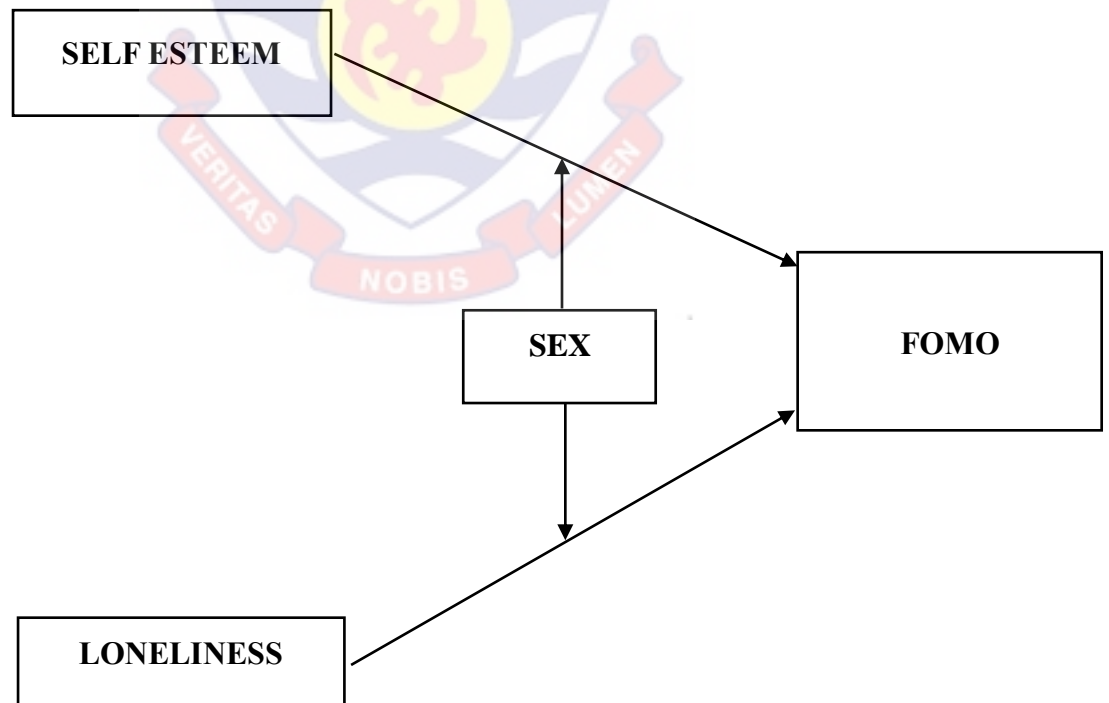 SELF ESTEEM
VERITAS
NOBIS
LUMEN
SEX
FOMO
LONELINESS